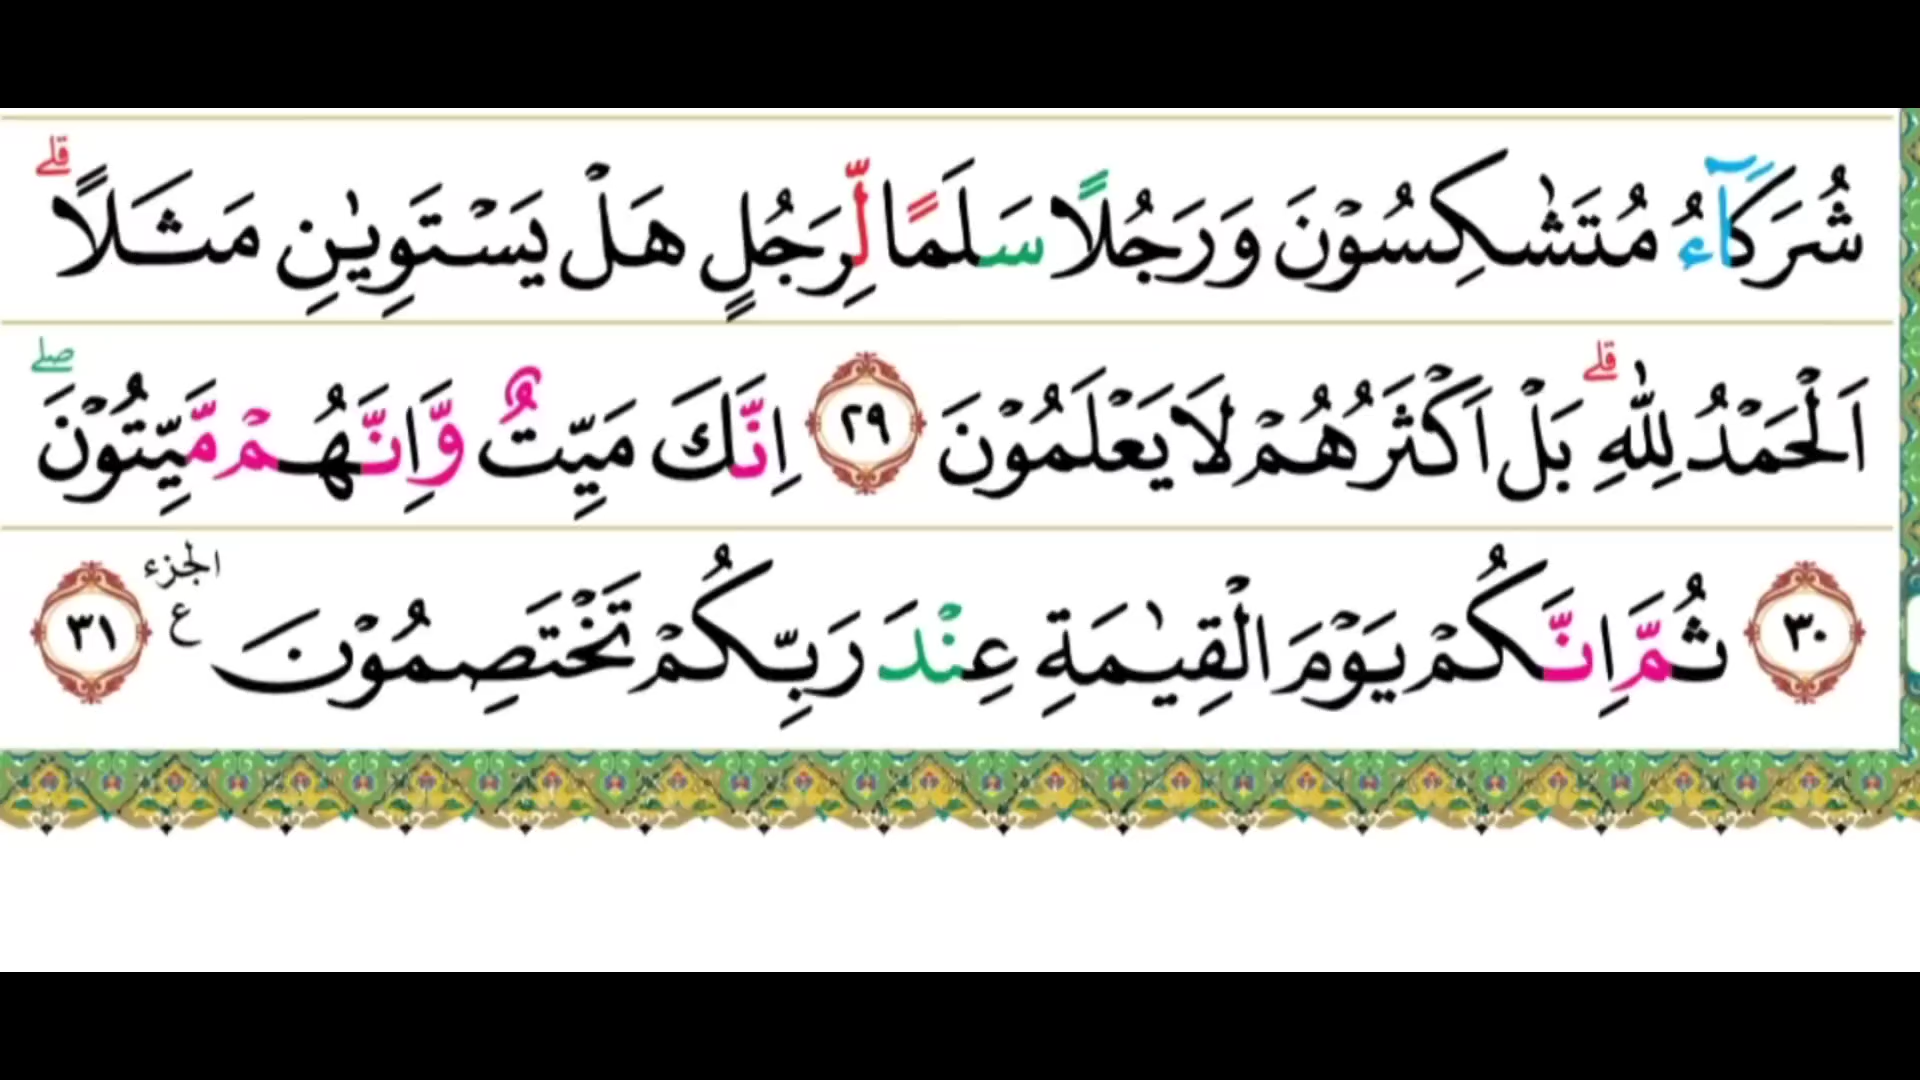 شُرَكَآءُ مُتَشٰكِسُوْنَ وَرَجُلًا سَلَمًا لِّرَجُلٍ هَلْ يَسْتَوِيٰنِ مَثَلًا ۗ
اَلْحَمْدُ لِلّٰهِ ۗ بَلْ اَكْثَرُهُمْ لَا يَعْلَمُوْنَ ٢٩ اِنَّكَ مَيِّتٌ وَّاِنَّهُمْ مَّيِّتُوْنَ ۖ
٣٠ ثُمَّ اِنَّكُمْ يَوْمَ الْقِيٰمَةِ عِنْدَ رَبِّكُمْ تَخْتَصِمُوْنَ ع الجزء ٣١